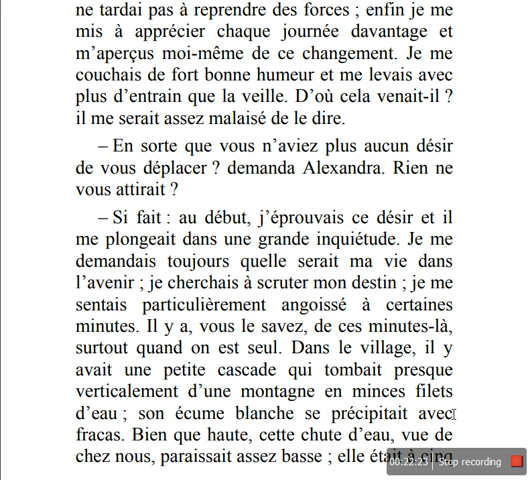 ne tardai pas à reprendre des forces ; enfin je me
mis à apprécier chaque journée davantage et
m’aperçus moi-même de ce changement. Je me
couchais de fort bonne humeur et me levais avec
plus d’entrain que la veille. D’où cela venait-il ?
il me serait assez malaisé de le dire.
– En sorte que vous n’aviez plus aucun désir
de vous déplacer ? demanda Alexandra. Rien ne
vous attirait ?
– Si fait : au début, j’éprouvais ce désir et il
me plongeait dans une grande inquiétude. Je me
demandais toujours quelle serait ma vie dans
l’avenir ; je cherchais à scruter mon destin ; je me
sentais particulièrement angoissé à certaines
minutes. Il y a, vous le savez, de ces minutes-là,
surtout quand on est seul. Dans le village, il y
avait une petite cascade qui tombait presque
verticalement d’une montagne en minces filets
d’eau ; son écume blanche se précipitait avec
fracas. Bien que haute, cette chute d’eau, vue de
chez nous, paraissait assez basse ; elle était à cinq
00:22:23 | Stop recording